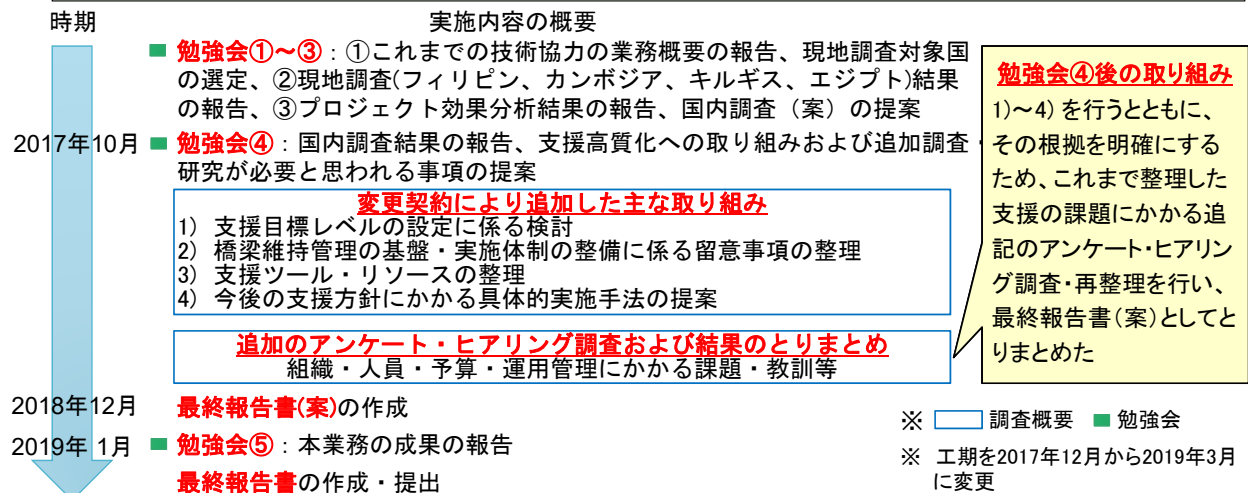 時期
実施内容の概要
勉強会①～③：①これまでの技術協力の業務概要の報告、現地調査対象国
の選定、②現地調査(フィリピン、カンボジア、キルギス、エジプト)結果
の報告、③プロジェクト効果分析結果の報告、国内調査（案）の提案
2017年10月
勉強会④：国内調査結果の報告、支援高質化への取り組みおよび追加調査・
研究が必要と思われる事項の提案
変更契約により追加した主な取り組み
1) 支援目標レベルの設定に係る検討
2) 橋梁維持管理の基盤・実施体制の整備に係る留意事項の整理
3) 支援ツール・リソースの整理
4) 今後の支援方針にかかる具体的実施手法の提案
追加のアンケート・ヒアリング調査および結果のとりまとめ
組織・人員・予算・運用管理にかかる課題・教訓等
勉強会④後の取り組み
1)～4) を行うとともに、
その根拠を明確にする
ため、これまで整理した
支援の課題にかかる追
記のアンケート・ヒアリン
グ調査・再整理を行い、
最終報告書(案)としてと
りまとめた
2018年12月
最終報告書(案)の作成
2019年 1月
勉強会⑤：本業務の成果の報告
最終報告書の作成・提出
※ 調査概要 勉強会
※ 工期を2017年12月から2019年3月
に変更